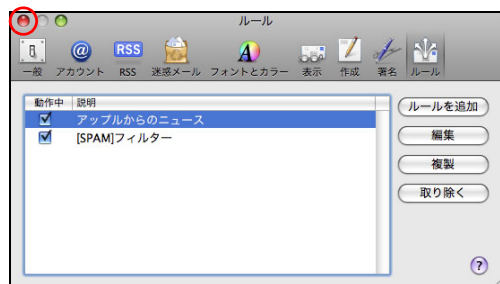 ルール
@ RSS A
一般 アカウント RSS 迷惑メール フォントとカラー 表示 作成 署名 ルール
動作中 説明
アップルからのニュース
[SPAM]フィルター
ルールを追加
編集
複製
取り除く
?